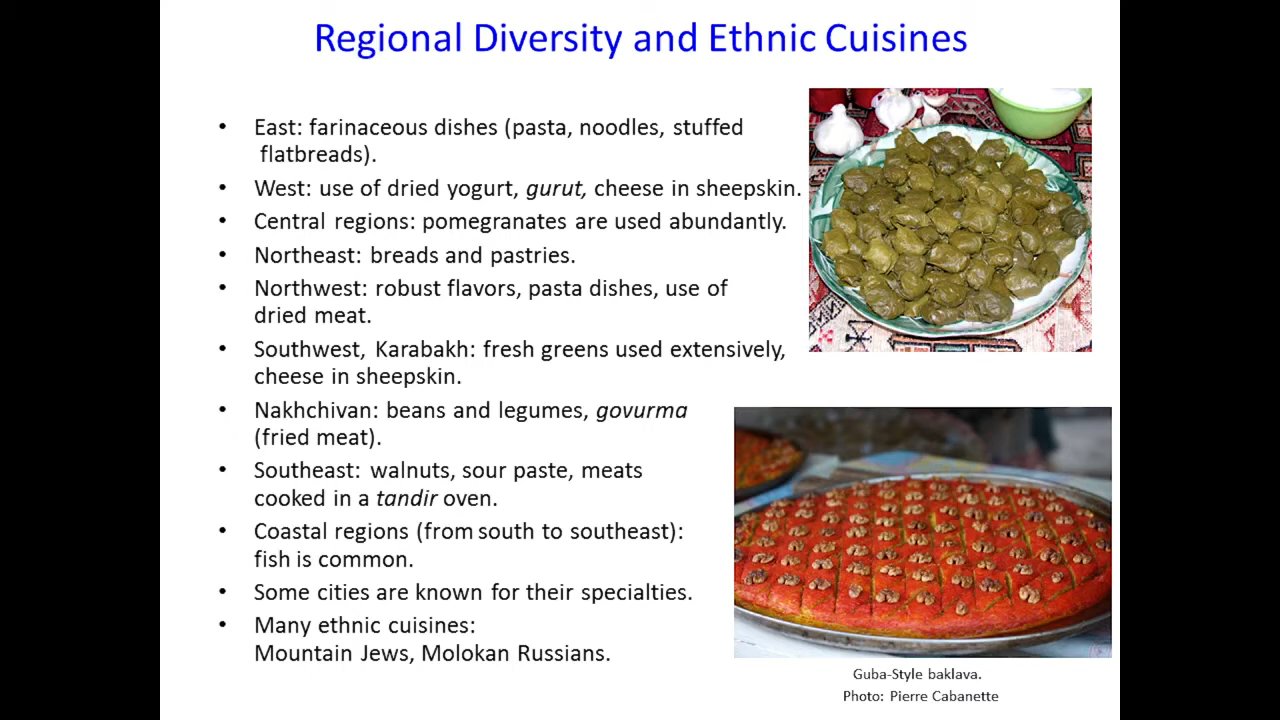 Regional Diversity and Ethnic Cuisines
• East: farinaceous dishes (pasta, noodles, stuffed
flatbreads).
• West: use of dried yogurt, gurut, cheese in sheepskin.
• Central regions: pomegranates are used abundantly.
• Northeast: breads and pastries.
• Northwest: robust flavors, pasta dishes, use of
dried meat.
• Southwest, Karabakh: fresh greens used extensively,
cheese in sheepskin.
• Nakhchivan: beans and legumes, govurma
(fried meat).
• Southeast: walnuts, sour paste, meats
cooked in a tandir oven.
• Coastal regions (from south to southeast):
fish is common.
• Some cities are known for their specialties.
• Many ethnic cuisines:
Mountain Jews, Molokan Russians.
Guba-Style baklava.
Photo: Pierre Cabanette